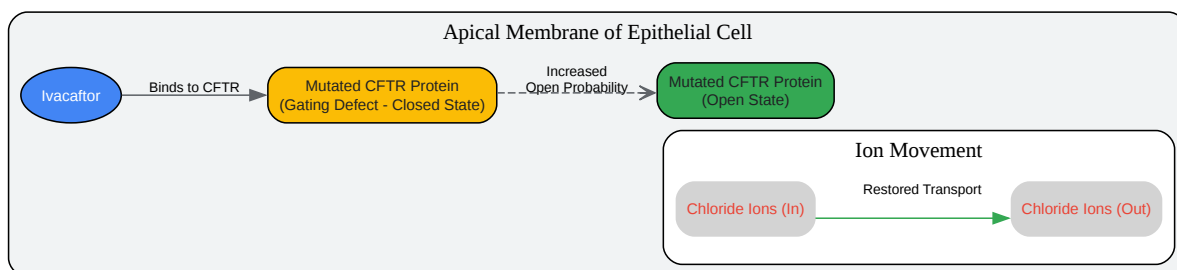 Apical Membrane of Epithelial Cell
Ivacaftor
Binds to CFTR
Mutated CFTR Protein
(Gating Defect - Closed State)
Increased
Open Probability
Mutated CFTR Protein
(Open State)
Ion Movement
Chloride Ions (In)
Restored Transport
Chloride Ions (Out)